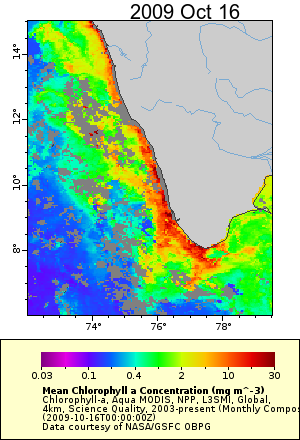 2009 Oct 16
14°
12°
10°
8°
74° 76° 78°
0.03 0.1 0.4 2 10 30
Mean Chlorophyll a Concentration (mg m^-3)
Chlorophyll-a, Aqua MODIS, NPP, L3SMI, Global,
4km, Science Quality, 2003-present (Monthly Compos
(2009-10-16T00:00:00Z)
Data courtesy of NASA/GSFC OBPG